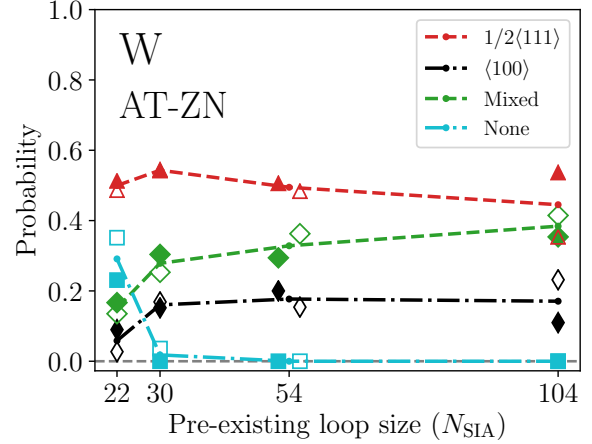 1.0
0.8
0.6
0.4
0.2
0.0
Probability
W
AT-ZN
1/2⟨111⟩
⟨100⟩
Mixed
None
22 30 54 104
Pre-existing loop size (N_SIA)